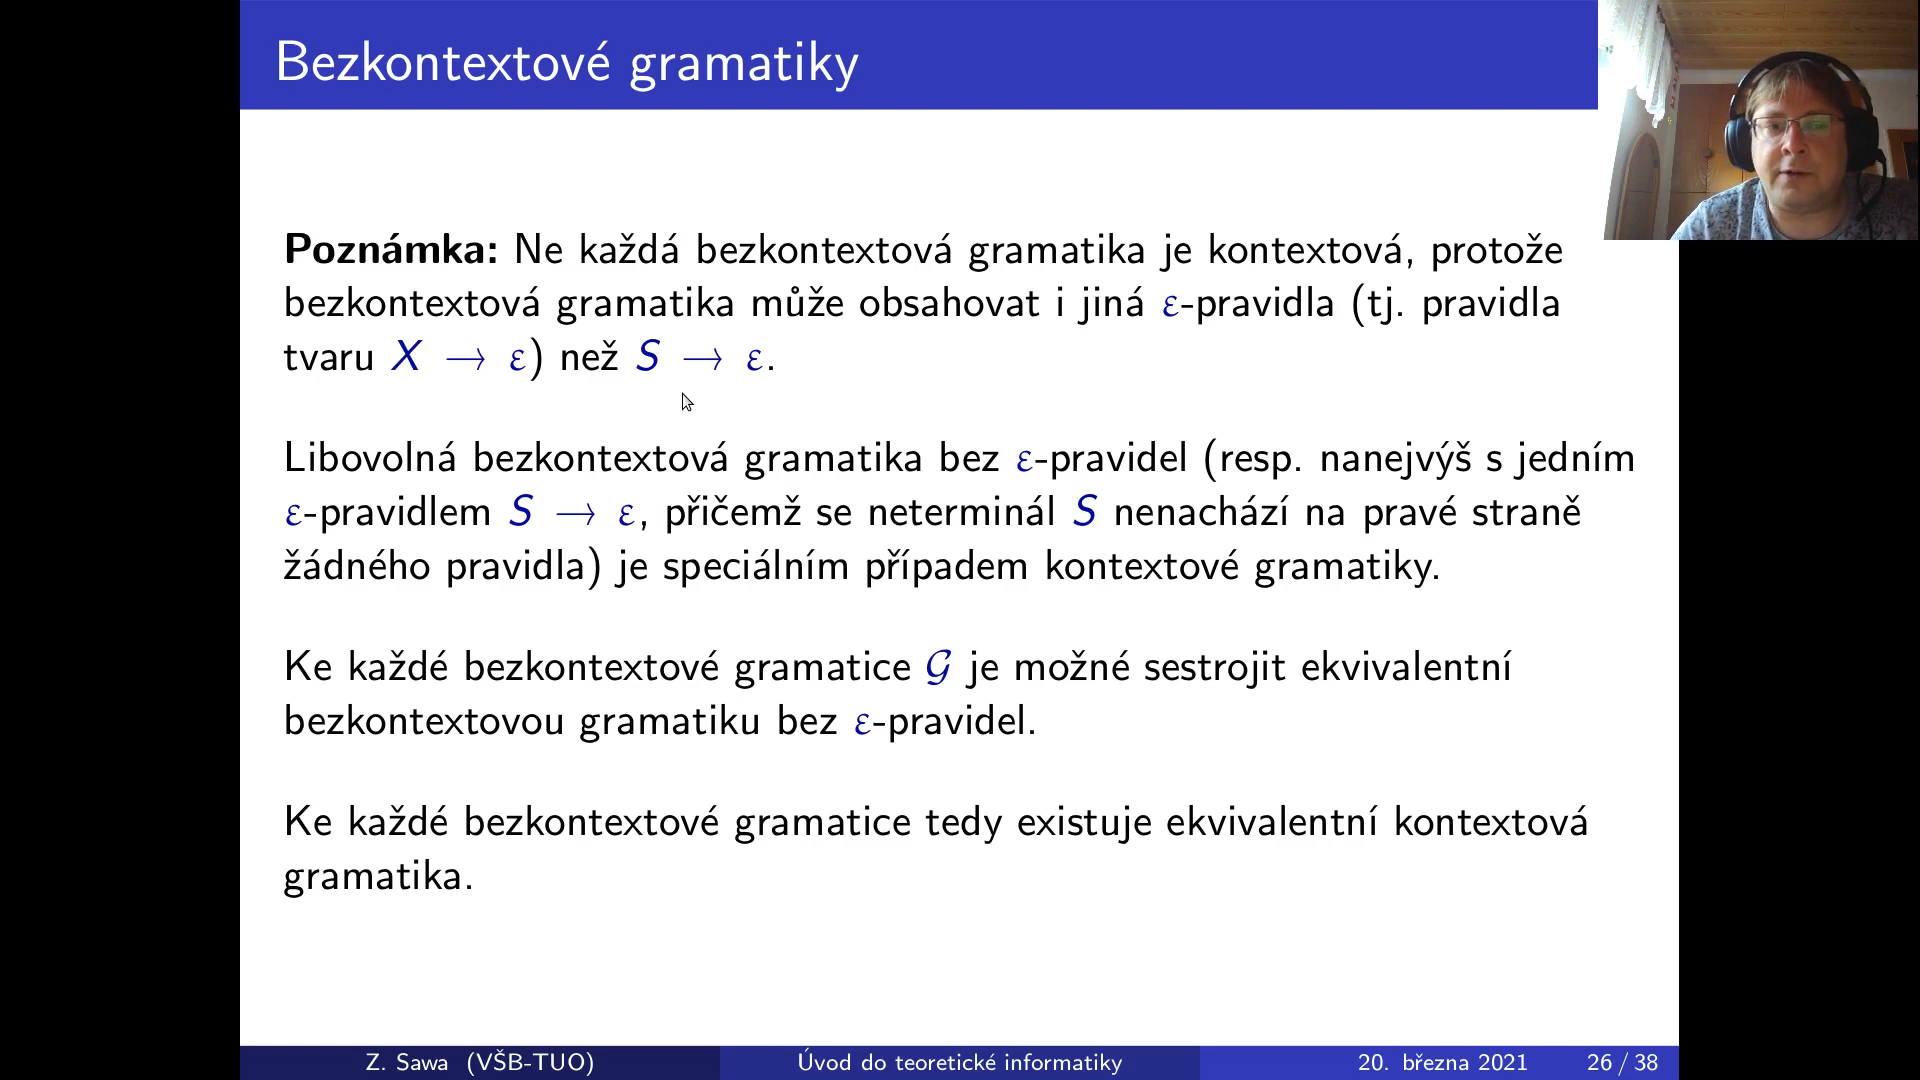 Bezkontextové gramatiky
Poznámka: Ne každá bezkontextová gramatika je kontextová, protože
bezkontextová gramatika může obsahovat i jiná ε-pravidla (tj. pravidla
tvaru X → ε) než S → ε.
Libovolná bezkontextová gramatika bez ε-pravidel (resp. nanejvýš s jedním
ε-pravidlem S → ε, přičemž se neterminál S nenachází na pravé straně
žádného pravidla) je speciálním případem kontextové gramatiky.
Ke každé bezkontextové gramatice 𝒢 je možné sestrojit ekvivalentní
bezkontextovou gramatiku bez ε-pravidel.
Ke každé bezkontextové gramatice tedy existuje ekvivalentní kontextová
gramatika.
Z. Sawa (VŠB-TUO) Úvod do teoretické informatiky 20. března 2021 26 / 38